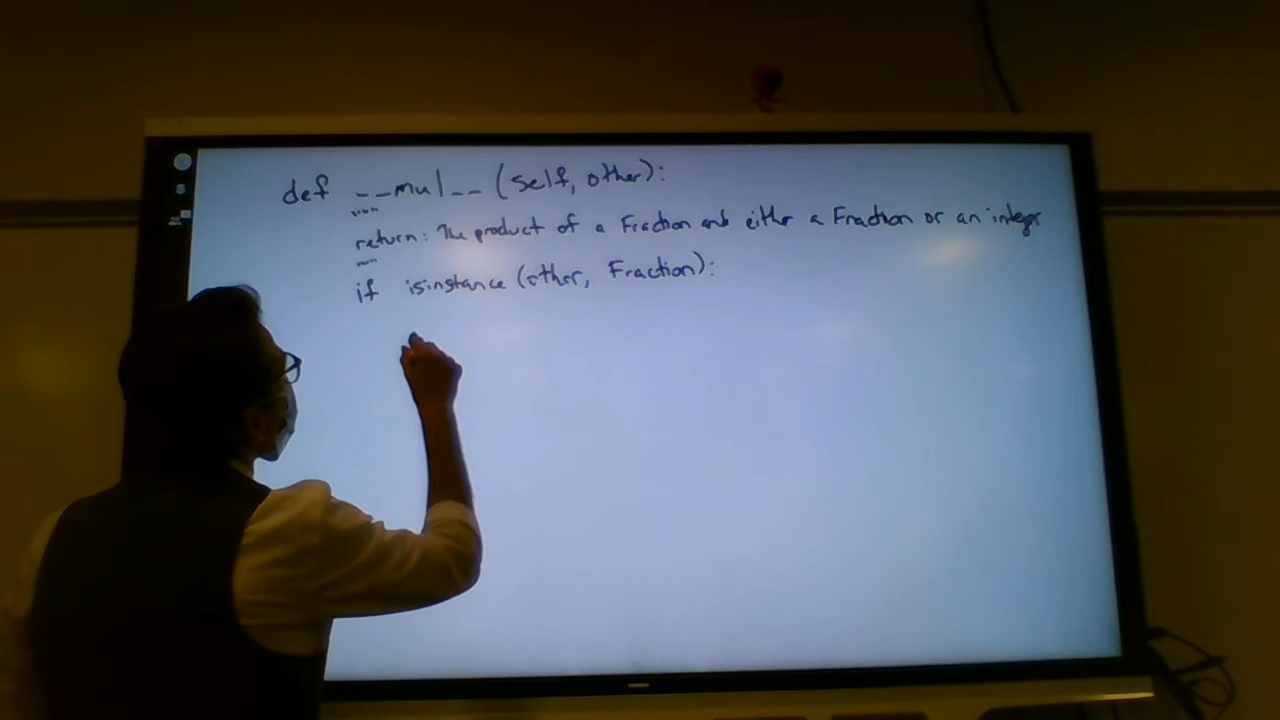 def __mul__ (self, other):
"""
return: The product of a Fraction and either a Fraction or an integer
"""
if isinstance (other, Fraction):